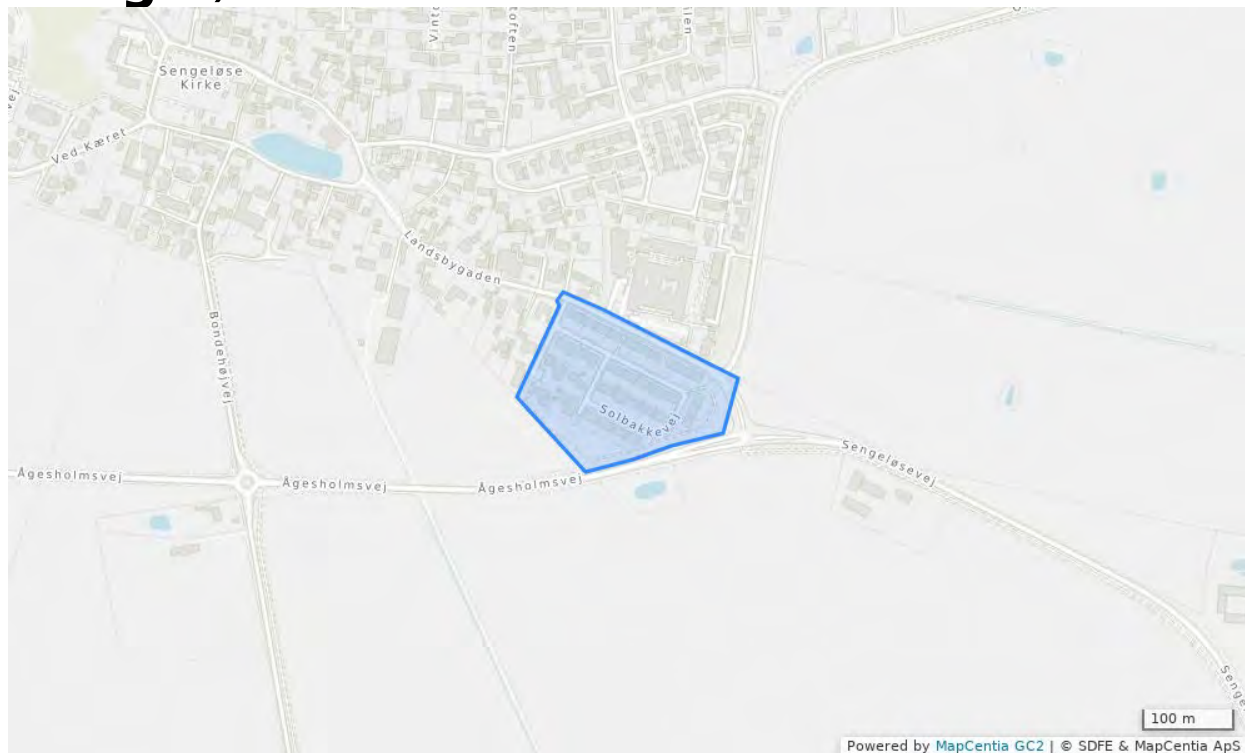 Vintoften
Sengeløse
Kirke
Ved Kæret
Landsbygaden
Bondehøjvej
Solbakkevej
Sengeløsevej
Ågesholmsvej
Ågesholmsvej
Ågesholmsvej
100 m
Powered by MapCentia GC2 | © SDFE & MapCentia ApS